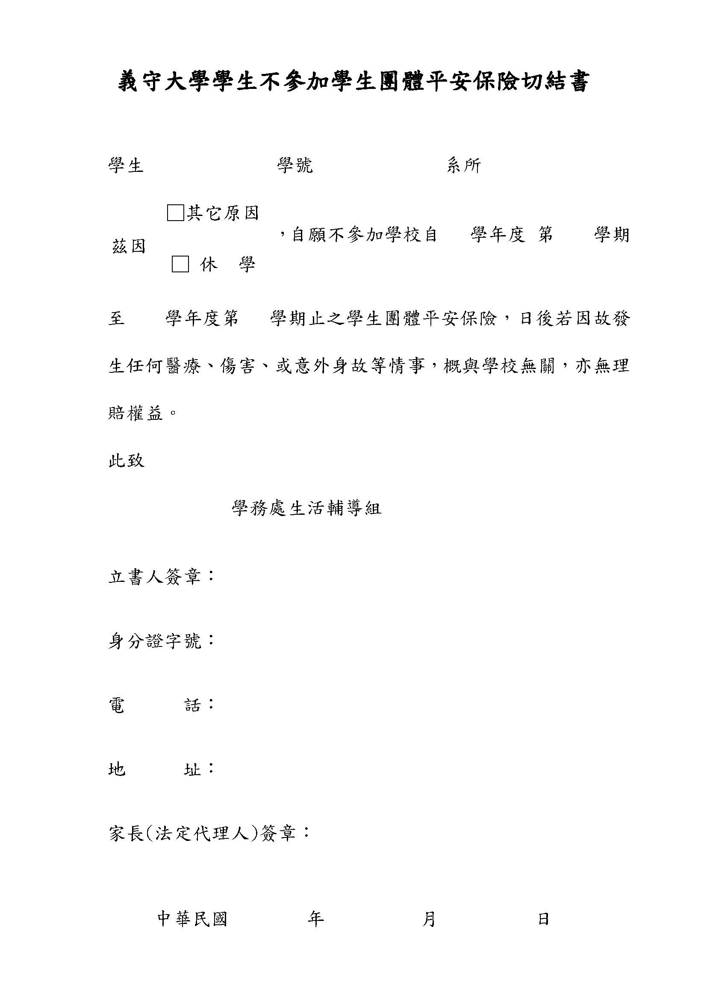 義守大學學生不參加學生團體平安保險切結書
學生 學號 系所
□其它原因
茲因 ，自願不參加學校自 學年度 第 學期
□ 休 學
至 學年度第 學期止之學生團體平安保險，日後若因故發
生任何醫療、傷害、或意外身故等情事，概與學校無關，亦無理
賠權益。
此致
學務處生活輔導組
立書人簽章：
身分證字號：
電 話：
地 址：
家長(法定代理人)簽章：
中華民國 年 月 日